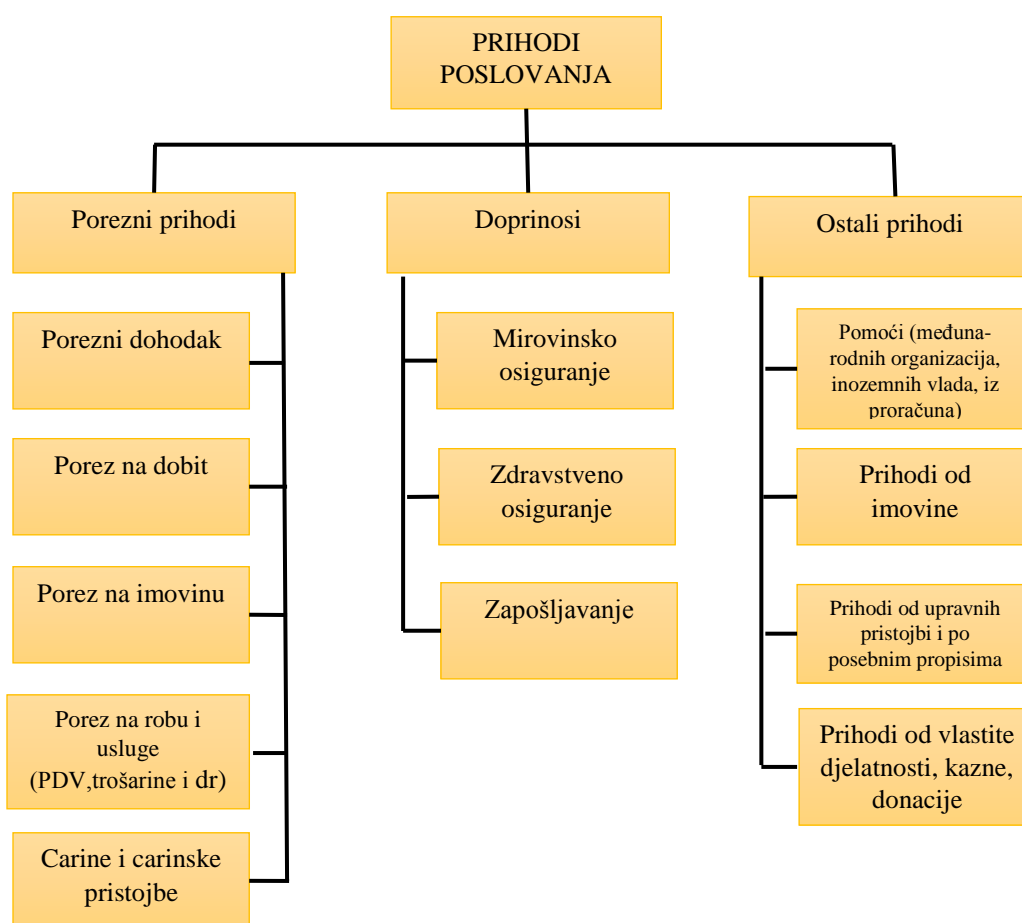 PRIHODI
POSLOVANJA
Porezni prihodi
Porezni dohodak
Porez na dobit
Porez na imovinu
Porez na robu i
usluge
(PDV,trošarine i dr)
Carine i carinske
pristojbe
Doprinosi
Mirovinsko
osiguranje
Zdravstveno
osiguranje
Zapošljavanje
Ostali prihodi
Pomoći (međuna-
rodnih organizacija,
inozemnih vlada, iz
proračuna)
Prihodi od
imovine
Prihodi od upravnih
pristojbi i po
posebnim propisima
Prihodi od vlastite
djelatnosti, kazne,
donacije